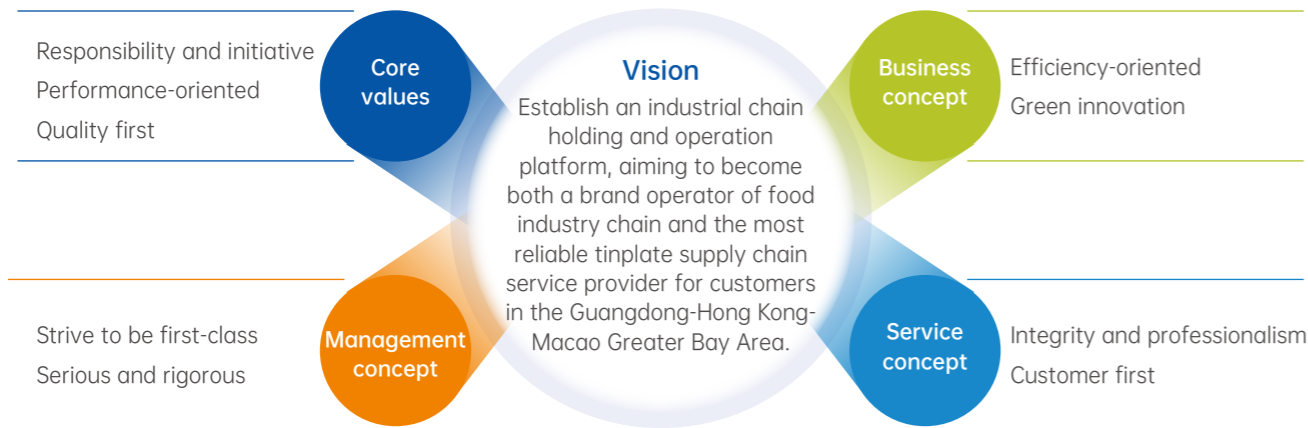 Core
values
Responsibility and initiative
Performance-oriented
Quality first
Vision
Establish an industrial chain
holding and operation
platform, aiming to become
both a brand operator of food
industry chain and the most
reliable tinplate supply chain
service provider for customers
in the Guangdong-Hong Kong-
Macao Greater Bay Area.
Business
concept
Efficiency-oriented
Green innovation
Management
concept
Strive to be first-class
Serious and rigorous
Service
concept
Integrity and professionalism
Customer first